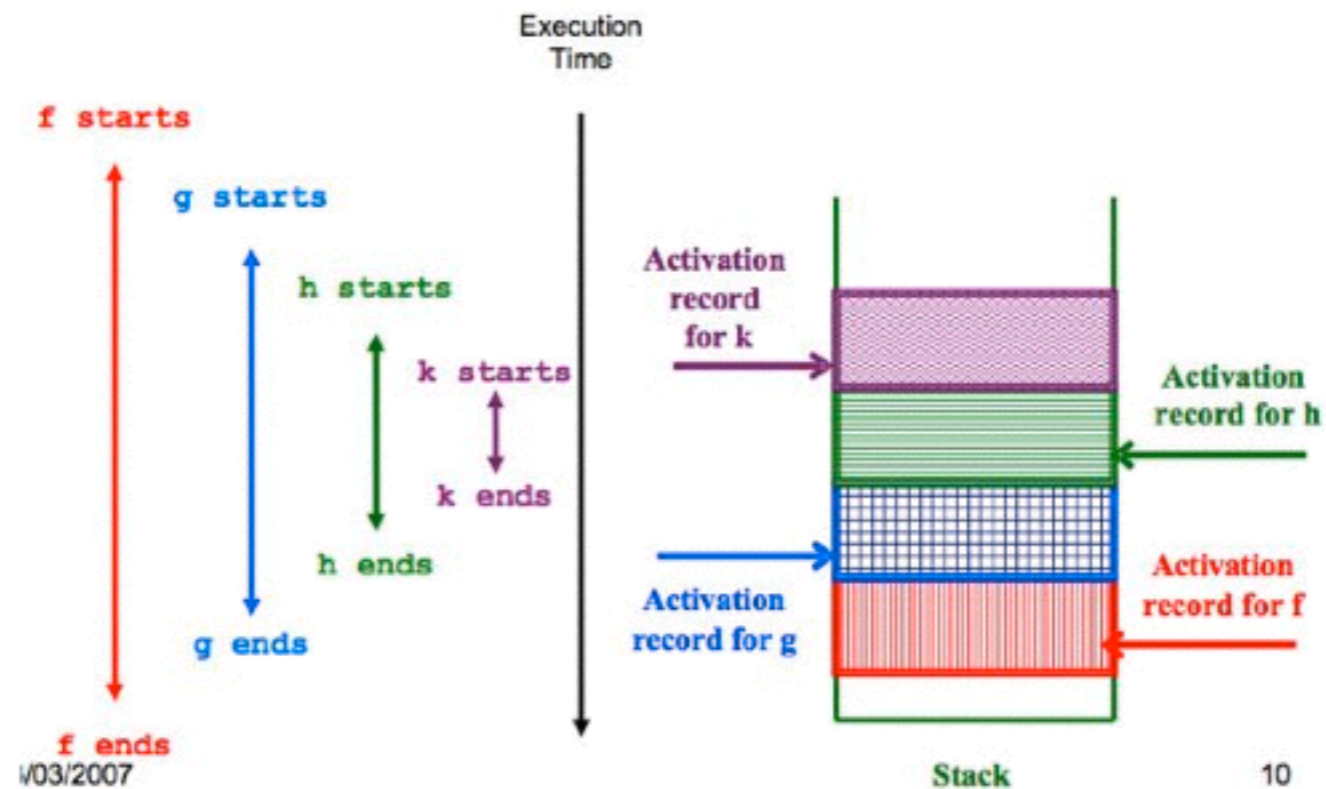 Execution
Time
f starts
g starts
h starts
k starts
k ends
h ends
g ends
f ends
Activation
record
for k
Activation
record for h
Activation
record for g
Activation
record for f
/03/2007
Stack
10